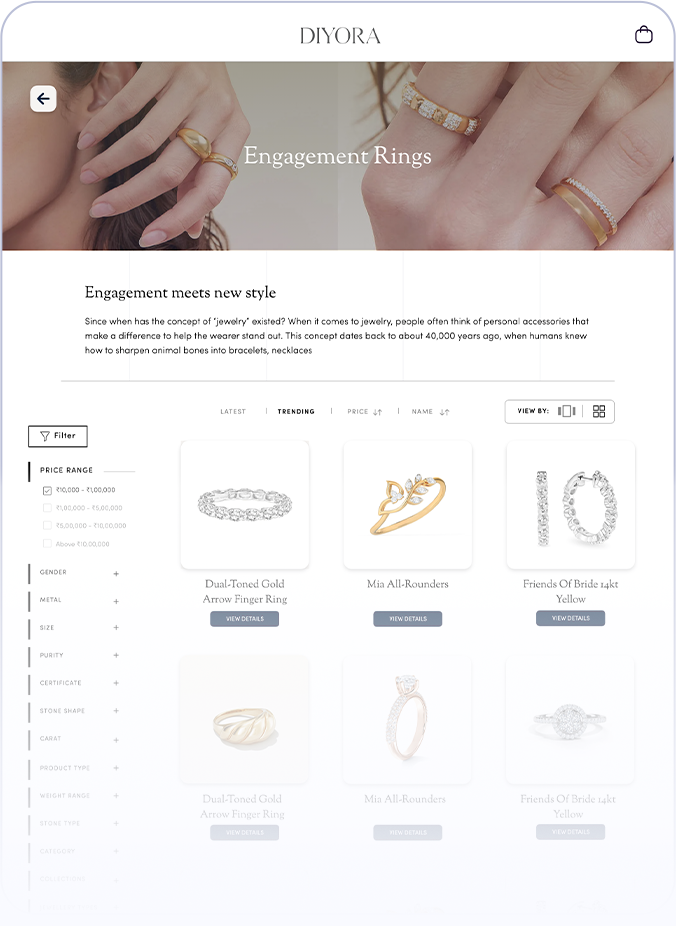 DIYORA
Engagement Rings
Engagement meets new style
Since when has the concept of "jewelry" existed? When it comes to jewelry, people often think of personal accessories that
make a difference to help the wearer stand out. This concept dates back to about 40,000 years ago, when humans knew
how to sharpen animal bones into bracelets, necklaces
LATEST
TRENDING
PRICE
NAME
VIEW BY:
Filter
PRICE RANGE
₹10,000 - ₹1,00,000
₹1,00,000 - ₹5,00,000
₹5,00,000 - ₹10,00,000
Above ₹10,00,000
GENDER +
METAL +
SIZE +
PURITY +
CERTIFICATE +
STONE SHAPE +
CARAT +
PRODUCT TYPE +
WEIGHT RANGE +
STONE TYPE +
CATEGORY +
Dual-Toned Gold
Arrow Finger Ring
VIEW DETAILS
Mia All-Rounders
VIEW DETAILS
Friends Of Bride 14kt
Yellow
VIEW DETAILS
Dual-Toned Gold
Arrow Finger Ring
VIEW DETAILS
Mia All-Rounders
VIEW DETAILS
Friends Of Bride 14kt
Yellow
VIEW DETAILS